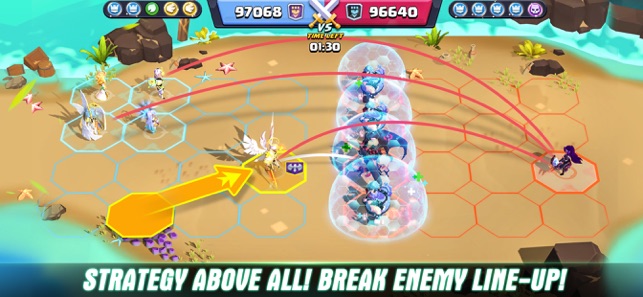 97068
VS
96640
TIME LEFT
01:30
STRATEGY ABOVE ALL! BREAK ENEMY LINE-UP!